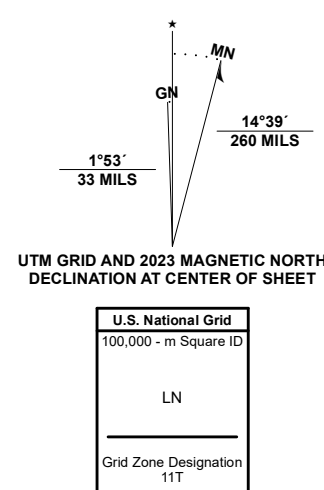 ★
MN
GN
14°39´
260 MILS
1°53´
33 MILS
UTM GRID AND 2023 MAGNETIC NORTH
DECLINATION AT CENTER OF SHEET
U.S. National Grid
100,000 - m Square ID
LN
Grid Zone Designation
11T